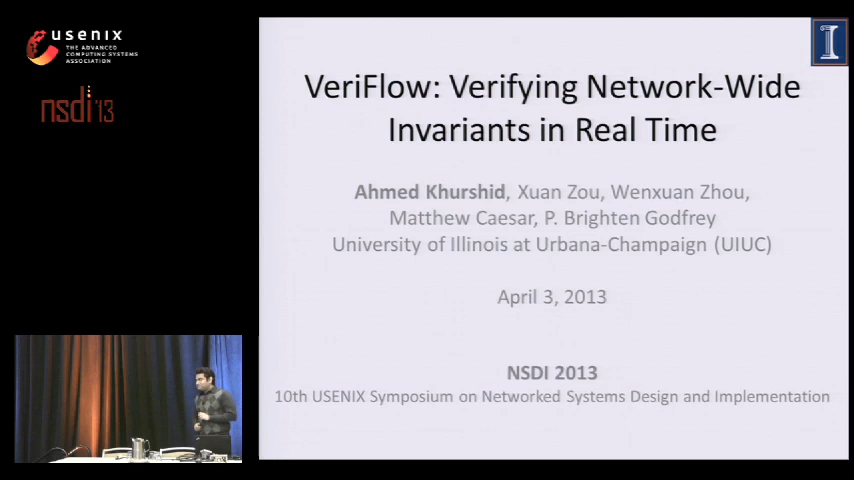 usenix
THE ADVANCED
COMPUTING SYSTEMS
ASSOCIATION
nsdi '13
I
VeriFlow: Verifying Network-Wide
Invariants in Real Time
Ahmed Khurshid, Xuan Zou, Wenxuan Zhou,
Matthew Caesar, P. Brighten Godfrey
University of Illinois at Urbana-Champaign (UIUC)
April 3, 2013
NSDI 2013
10th USENIX Symposium on Networked Systems Design and Implementation